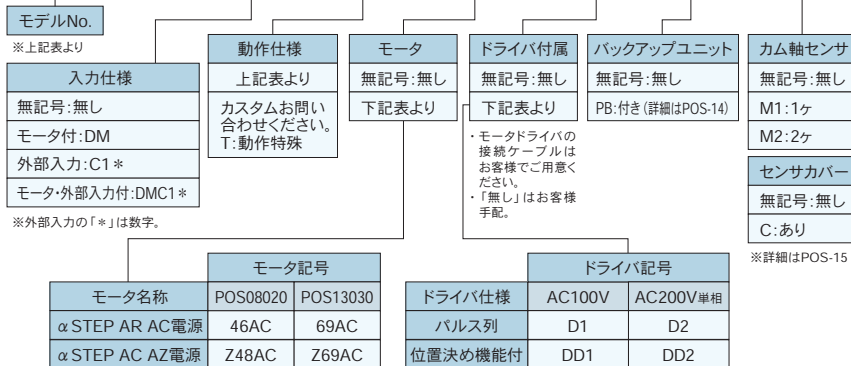 モデルNo.
※上記表より
入力仕様
無記号:無し
モータ付:DM
外部入力:C1＊
モータ・外部入力付:DMC1＊
※外部入力の「＊」は数字。
動作仕様
上記表より
カスタムお問い
合わせください。
T:動作特殊
モータ
無記号:無し
下記表より
ドライバ付属
無記号:無し
下記表より
・モータドライバの
接続ケーブルは
お客様でご用意く
ださい。
・「無し」はお客様
手配。
バックアップユニット
無記号:無し
PB:付き(詳細はPOS-14)
カム軸センサ
無記号:無し
M1:1ヶ
M2:2ヶ
センサカバー
無記号:無し
C:あり
※詳細はPOS-15
モータ記号
モータ名称 POS08020 POS13030
αSTEP AR AC電源 46AC 69AC
αSTEP AC AZ電源 Z48AC Z69AC
ドライバ記号
ドライバ仕様 AC100V AC200V単相
パルス列 D1 D2
位置決め機能付 DD1 DD2